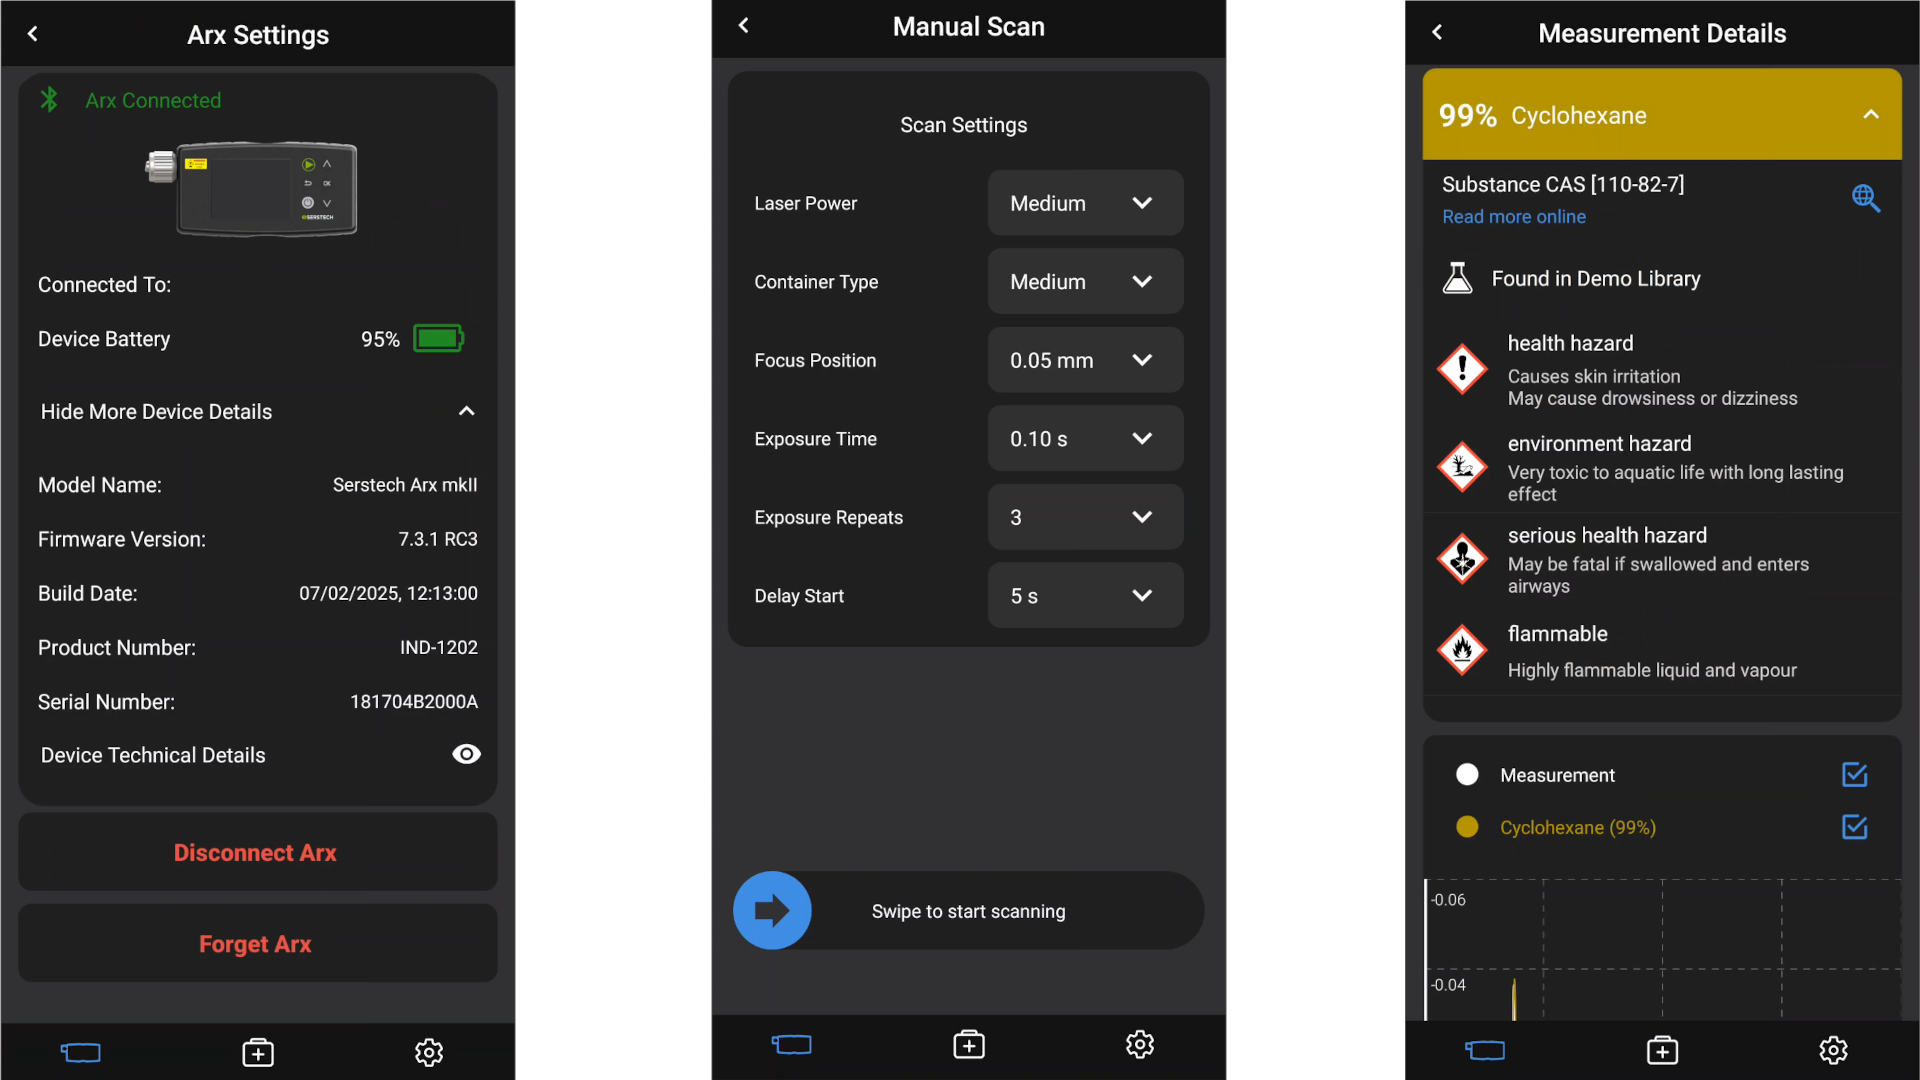 Arx Settings
Arx Connected
OK
SERSTECH
Connected To:
Device Battery
95%
Hide More Device Details
Model Name:
Serstech Arx mkII
Firmware Version:
7.3.1 RC3
Build Date:
07/02/2025, 12:13:00
Product Number:
IND-1202
Serial Number:
181704B2000A
Device Technical Details
Disconnect Arx
Forget Arx
Manual Scan
Scan Settings
Laser Power
Medium
Container Type
Medium
Focus Position
0.05 mm
Exposure Time
0.10 s
Exposure Repeats
3
Delay Start
5 s
Swipe to start scanning
Measurement Details
99% Cyclohexane
Substance CAS [110-82-7]
Read more online
Found in Demo Library
health hazard
Causes skin irritation
May cause drowsiness or dizziness
environment hazard
Very toxic to aquatic life with long lasting
effect
serious health hazard
May be fatal if swallowed and enters
airways
flammable
Highly flammable liquid and vapour
Measurement
Cyclohexane (99%)
-0.06
-0.04